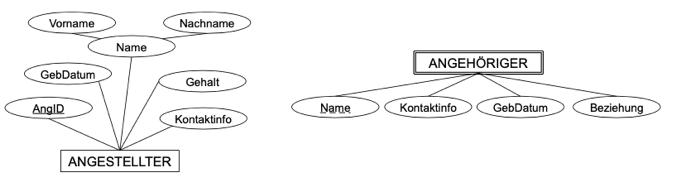 Vorname
Nachname
Name
GebDatum
Gehalt
AngID
Kontaktinfo
ANGESTELLTER
ANGEHÖRIGER
Name
Kontaktinfo
GebDatum
Beziehung